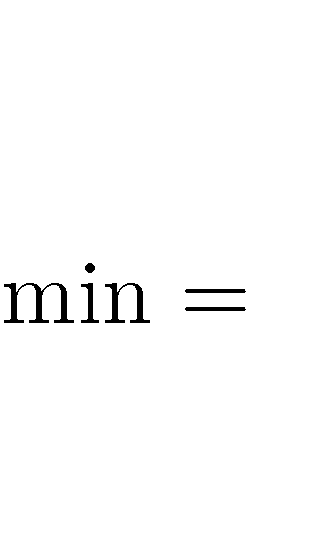 min =